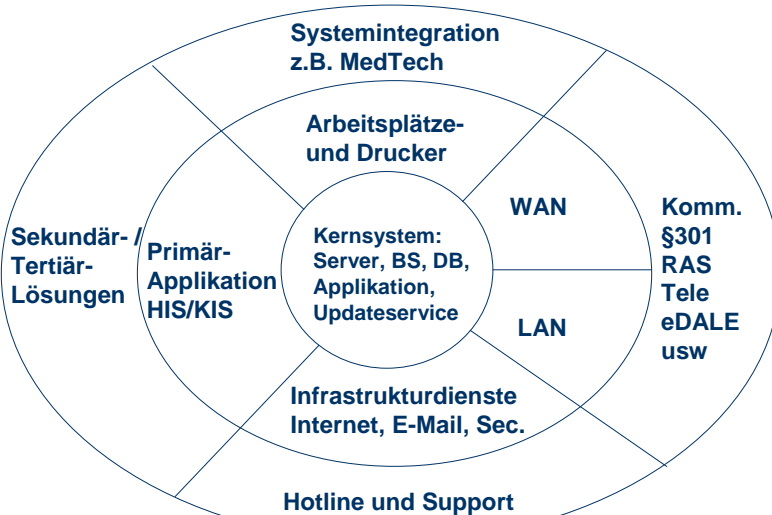 Systemintegration
z.B. MedTech
Arbeitsplätze-
und Drucker
WAN
Komm.
§301
RAS
Tele
eDALE
usw
Sekundär- /
Tertiär-
Lösungen
Primär-
Applikation
HIS/KIS
Kernsystem:
Server, BS, DB,
Applikation,
Updateservice
LAN
Infrastrukturdienste
Internet, E-Mail, Sec.
Hotline und Support